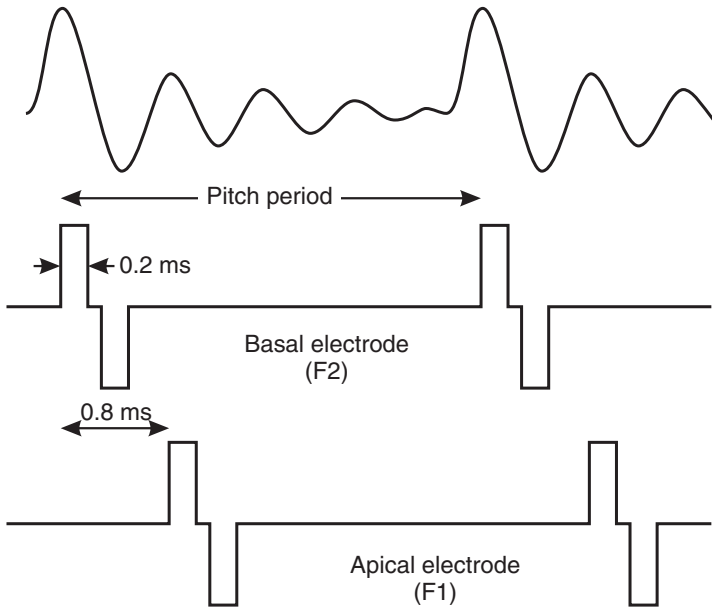 Pitch period
0.2 ms
Basal electrode
(F2)
0.8 ms
Apical electrode
(F1)